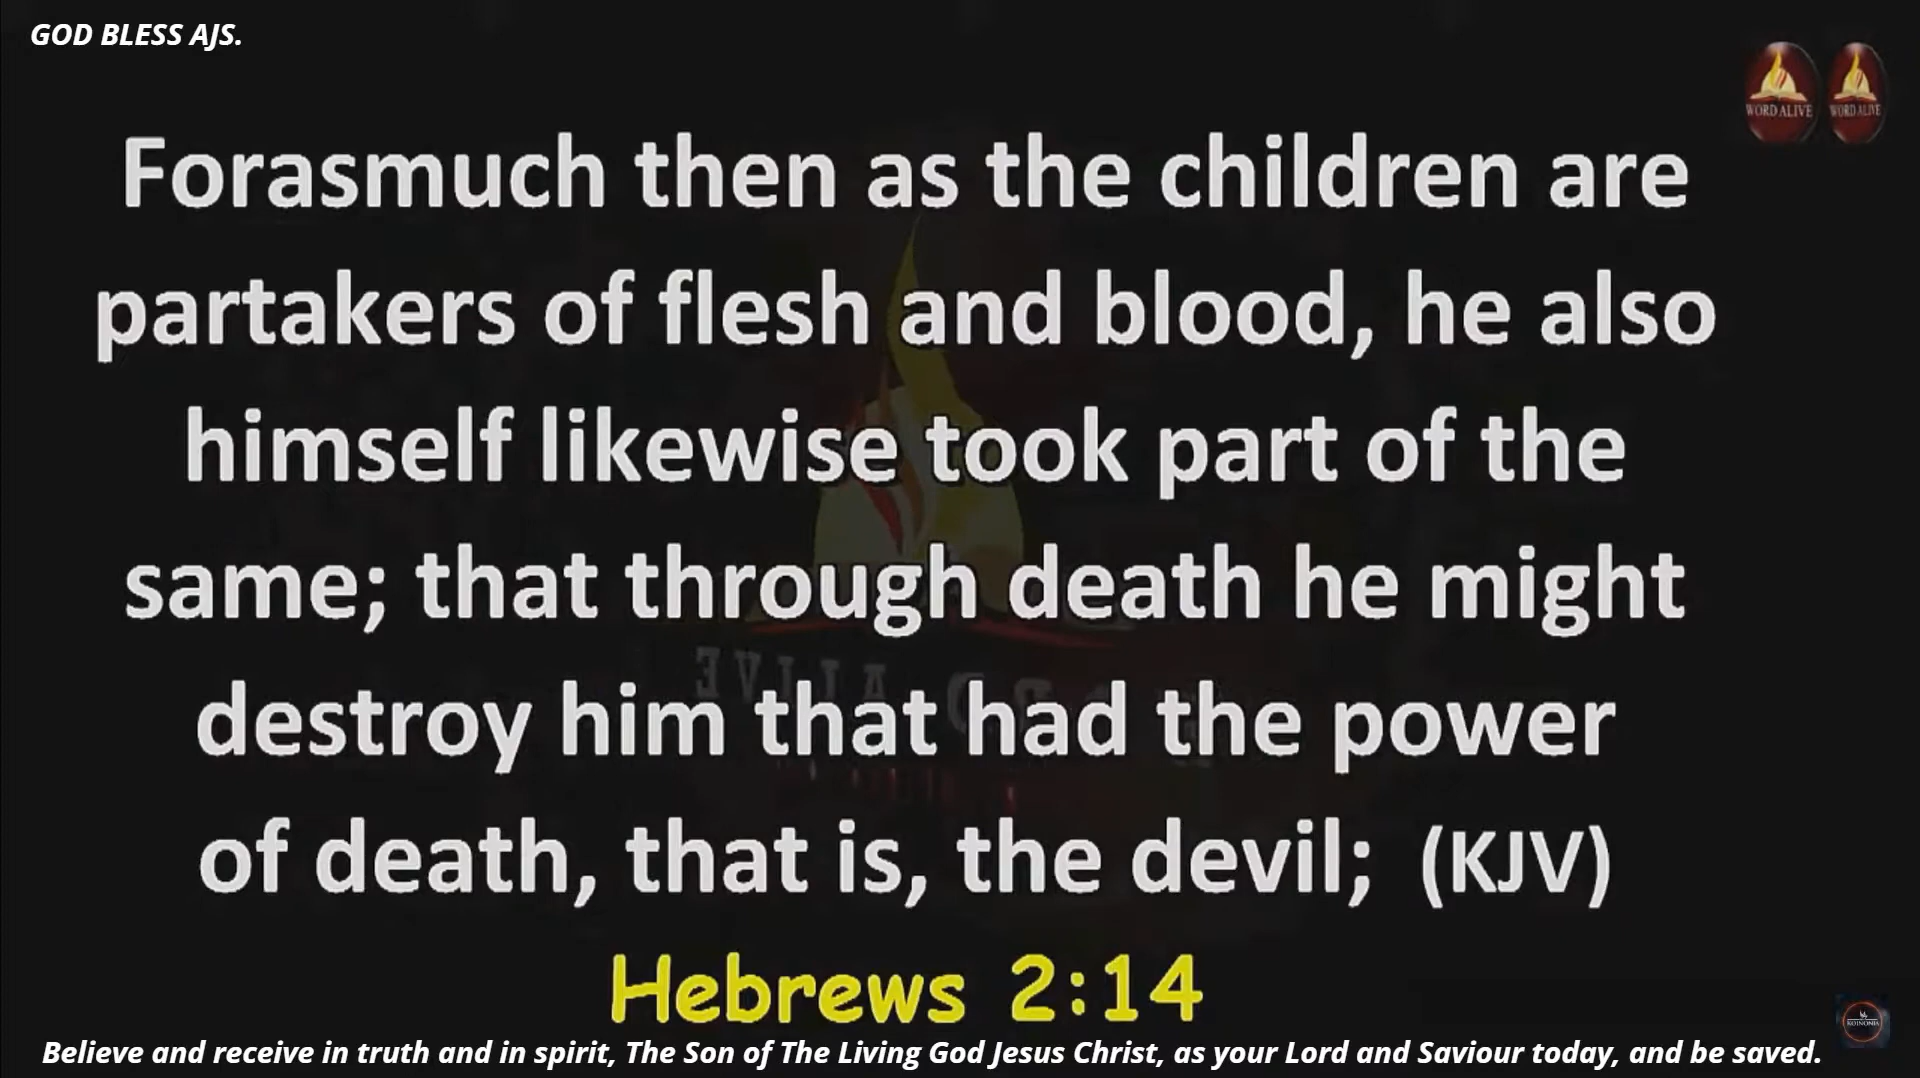 GOD BLESS AJS.
WORD ALIVE WORD ALIVE
Forasmuch then as the children are
partakers of flesh and blood, he also
himself likewise took part of the
same; that through death he might
destroy him that had the power
of death, that is, the devil; (KJV)
Hebrews 2:14
KOINONIA
Believe and receive in truth and in spirit, The Son of The Living God Jesus Christ, as your Lord and Saviour today, and be saved.